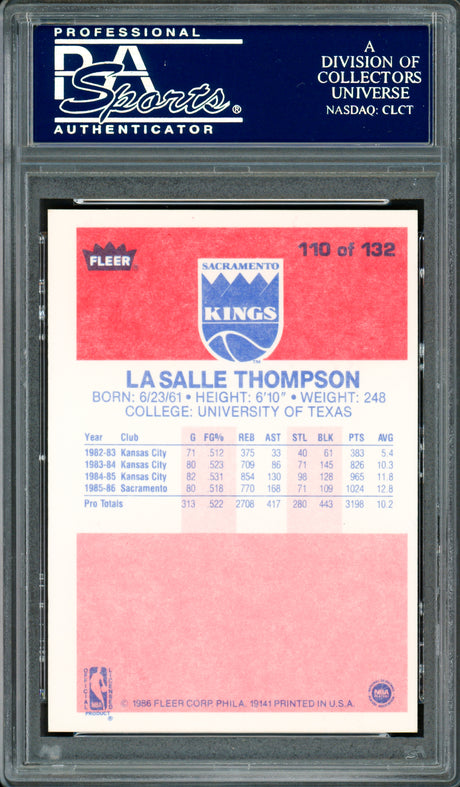 PROFESSIONAL
PSA
Sports®
AUTHENTICATOR
A
DIVISION OF
COLLECTORS
UNIVERSE
NASDAQ: CLCT
FLEER
110 of 132
SACRAMENTO
KINGS
TM
LA SALLE THOMPSON
BORN: 6/23/61 • HEIGHT: 6'10" • WEIGHT: 248
COLLEGE: UNIVERSITY OF TEXAS
Year Club G FG% REB AST STL BLK PTS AVG
1982-83 Kansas City 71 .512 375 33 40 61 383 5.4
1983-84 Kansas City 80 .523 709 86 71 145 826 10.3
1984-85 Kansas City 82 .531 854 130 98 128 965 11.8
1985-86 Sacramento 80 .518 770 168 71 109 1024 12.8
Pro Totals 313 .522 2708 417 280 443 3198 10.2
OFFICIAL
LICENSED
PRODUCT
®
© 1986 FLEER CORP. PHILA. 19141 PRINTED IN U.S.A.
NBA